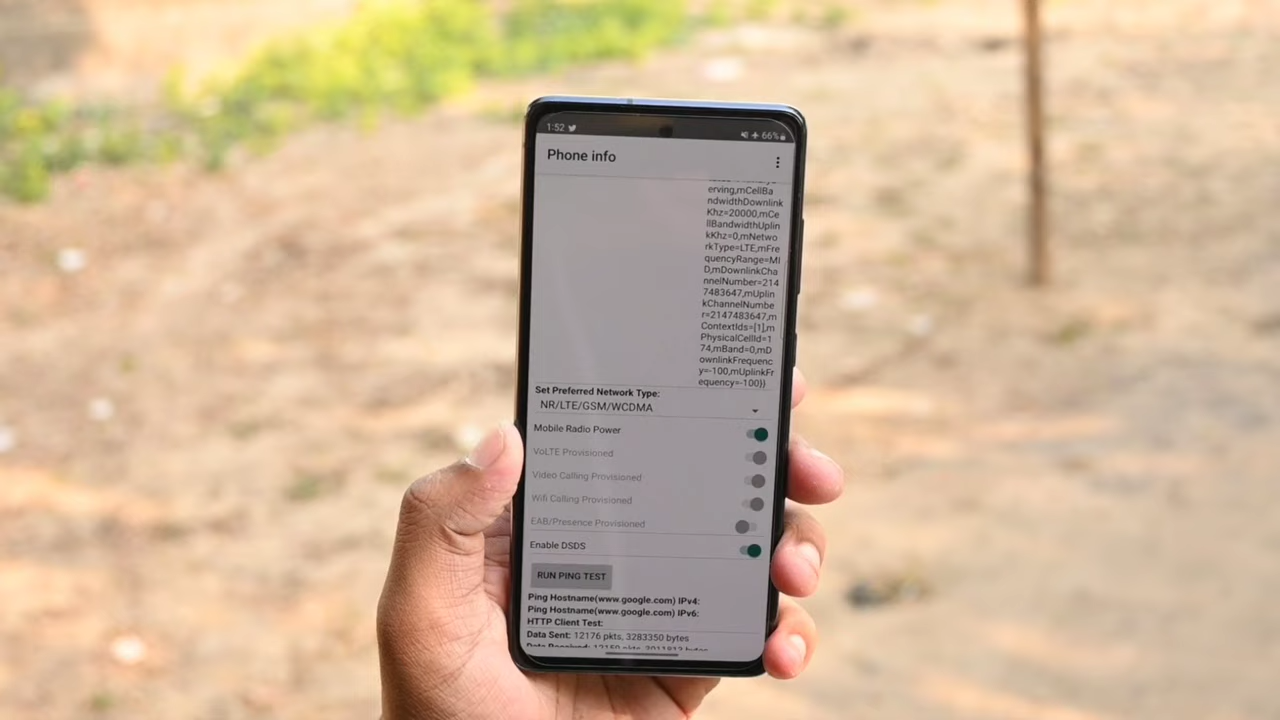 1:52 66%
Phone info
erving,mCellBa
ndwidthDownlink
Khz=20000,mCe
llBandwidthUplin
kKhz=0,mNetwo
rkType=LTE,mFre
quencyRange=MI
D,mDownlinkCha
nnelNumber=214
7483647,mUplin
kChannelNumbe
r=2147483647,m
ContextIds=[1],m
PhysicalCellId=1
74,mBand=0,mD
ownlinkFrequenc
y=-100,mUplinkFr
equency=-100}}
Set Preferred Network Type:
NR/LTE/GSM/WCDMA
Mobile Radio Power
VoLTE Provisioned
Video Calling Provisioned
Wifi Calling Provisioned
EAB/Presence Provisioned
Enable DSDS
RUN PING TEST
Ping Hostname(www.google.com) IPv4:
Ping Hostname(www.google.com) IPv6:
HTTP Client Test:
Data Sent: 12176 pkts, 3283350 bytes
Data Received: